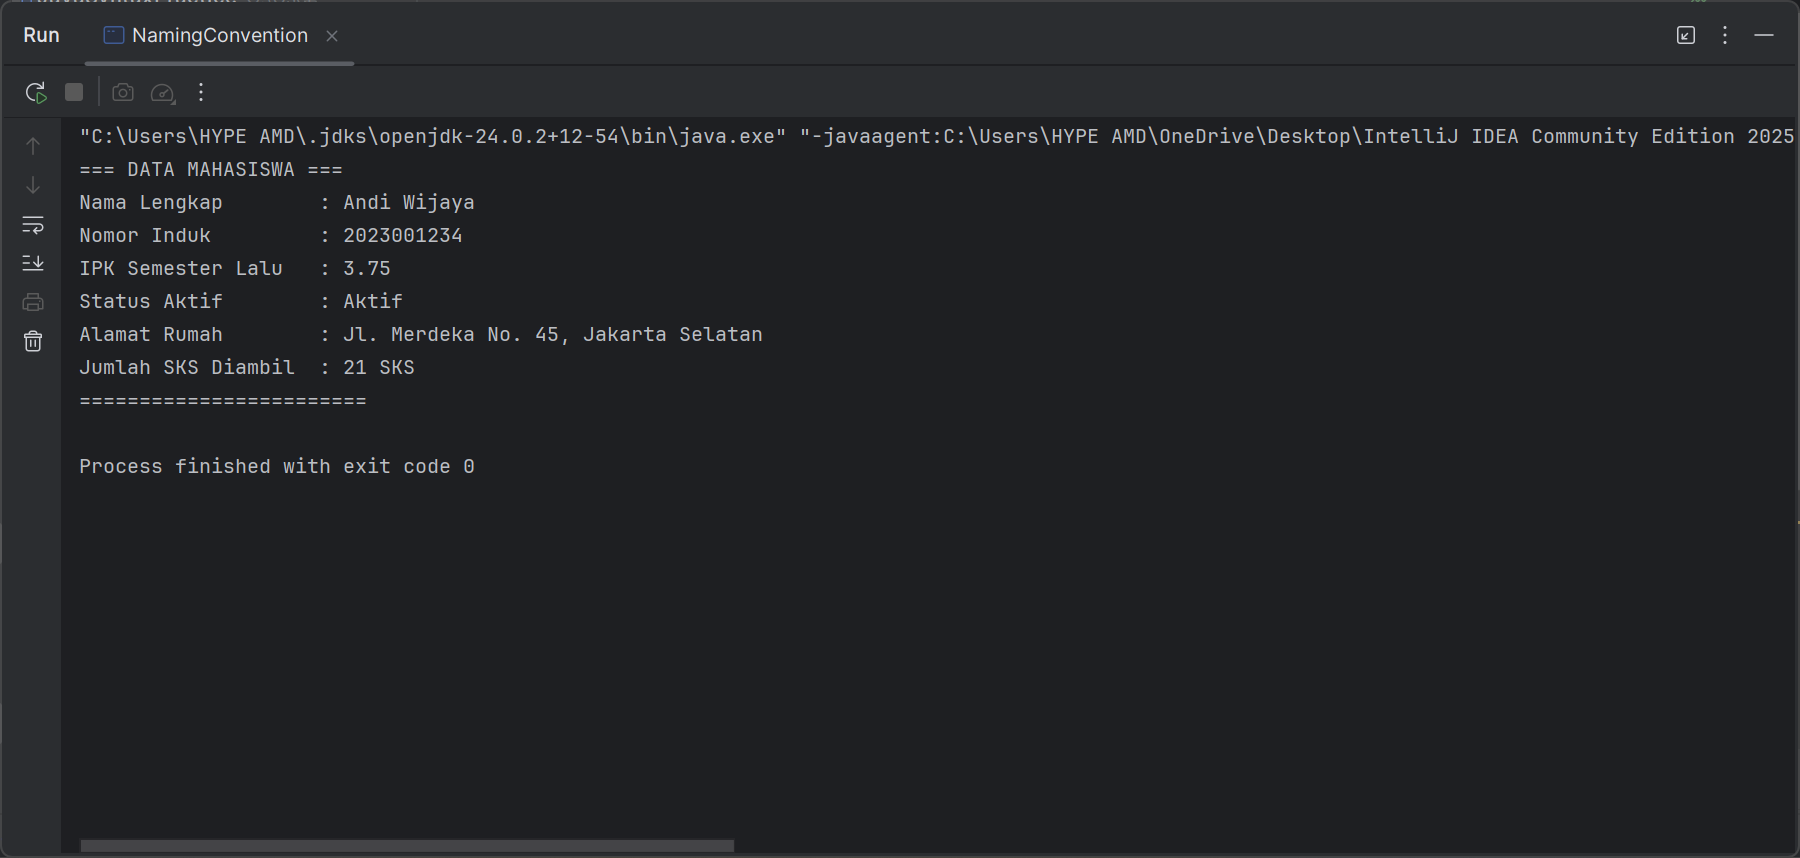 Run NamingConvention
"C:\Users\HYPE AMD\.jdks\openjdk-24.0.2+12-54\bin\java.exe" "-javaagent:C:\Users\HYPE AMD\OneDrive\Desktop\IntelliJ IDEA Community Edition 2025
=== DATA MAHASISWA ===
Nama Lengkap        : Andi Wijaya
Nomor Induk         : 2023001234
IPK Semester Lalu   : 3.75
Status Aktif        : Aktif
Alamat Rumah        : Jl. Merdeka No. 45, Jakarta Selatan
Jumlah SKS Diambil  : 21 SKS
========================
Process finished with exit code 0